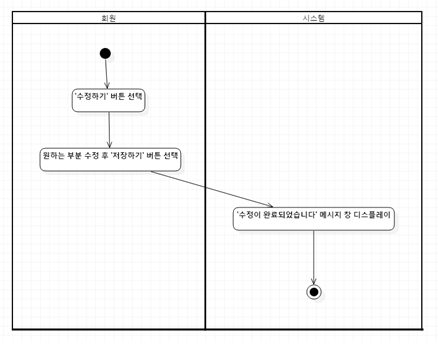 회원
시스템
'수정하기' 버튼 선택
원하는 부분 수정 후 '저장하기' 버튼 선택
'수정이 완료되었습니다' 메시지 창 디스플레이